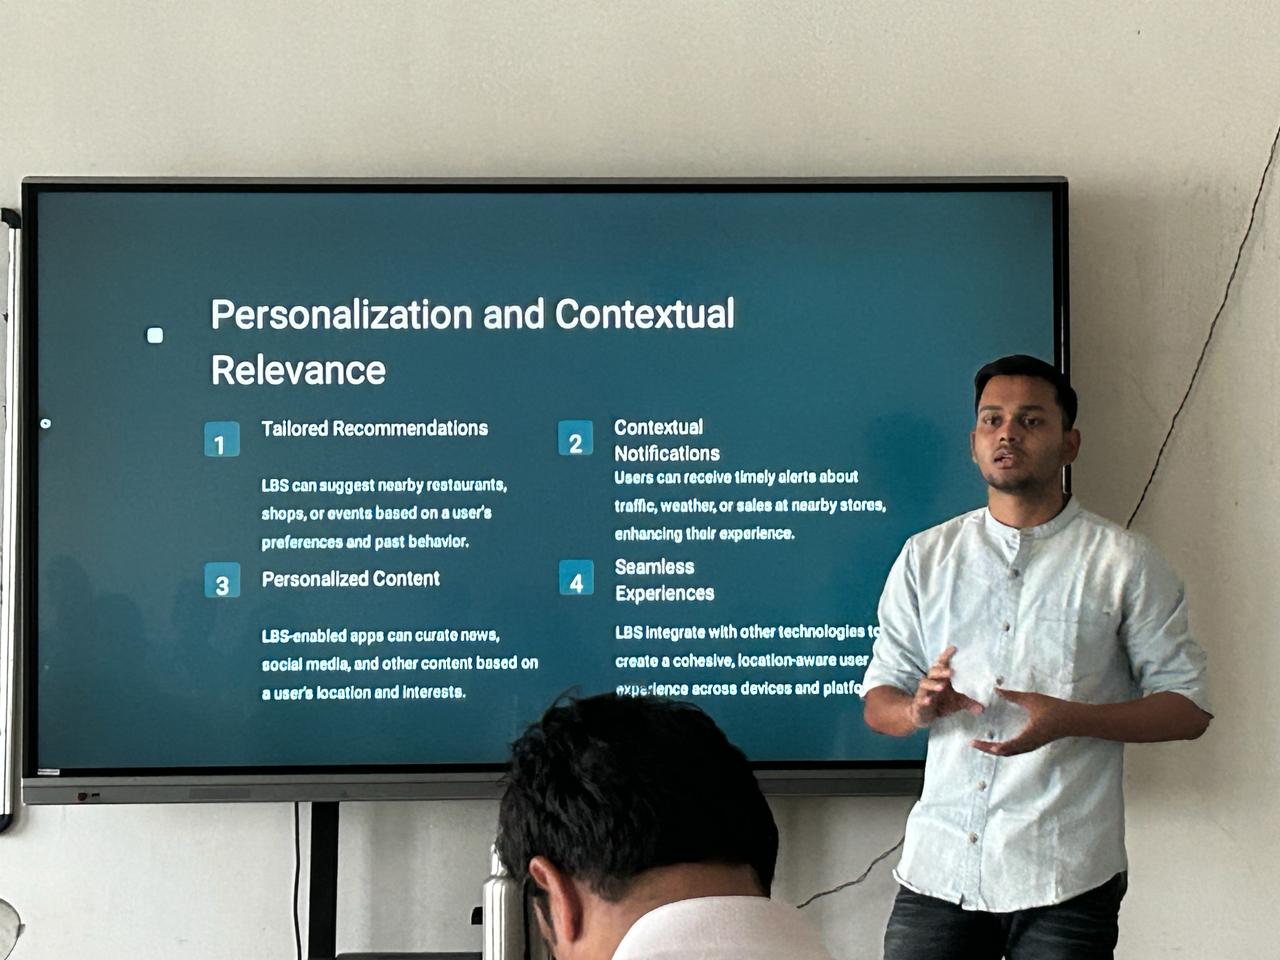 Personalization and Contextual
Relevance
1
Tailored Recommendations
LBS can suggest nearby restaurants,
shops, or events based on a user's
preferences and past behavior.
2
Contextual
Notifications
Users can receive timely alerts about
traffic, weather, or sales at nearby stores,
enhancing their experience.
3
Personalized Content
LBS-enabled apps can curate news,
social media, and other content based on
a user's location and interests.
4
Seamless
Experiences
LBS integrate with other technologies to
create a cohesive, location-aware user
experience across devices and platfo